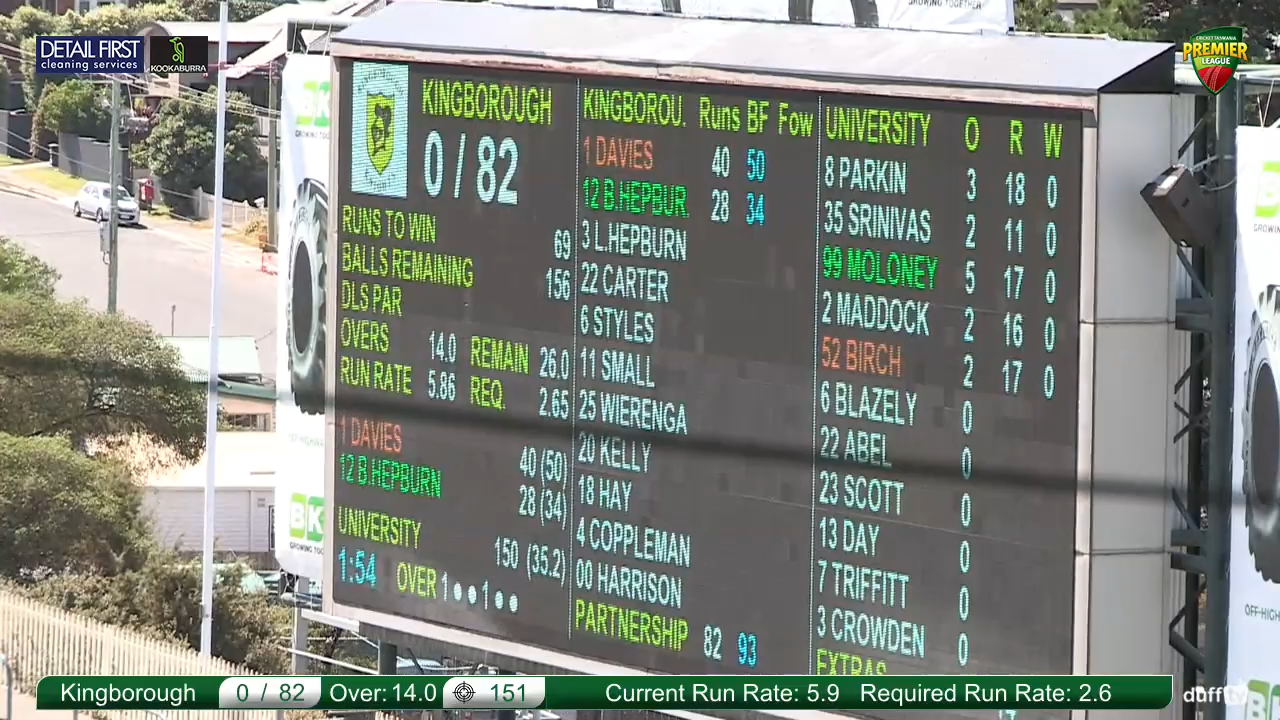 DETAIL FIRST
cleaning services
KOOKABURRA
GROWING TOGETHER
CRICKET TASMANIA
PREMIER
LEAGUE
BK
KINGBOROUGH
0 / 82
RUNS TO WIN 69
BALLS REMAINING 156
DLS PAR
OVERS 14.0 REMAIN 26.0
RUN RATE 5.86 REQ. 2.65
1 DAVIES 40 (50)
12 B.HEPBURN 28 (34)
UNIVERSITY 150 (35.2)
1:54 OVER 1●●1●●
KINGBOROU. Runs BF Fow
1 DAVIES 40 50
12 B.HEPBUR. 28 34
3 L.HEPBURN
22 CARTER
6 STYLES
11 SMALL
25 WIERENGA
20 KELLY
18 HAY
4 COPPLEMAN
00 HARRISON
PARTNERSHIP 82 93
UNIVERSITY O R W
8 PARKIN 3 18 0
35 SRINIVAS 2 11 0
99 MOLONEY 5 17 0
2 MADDOCK 2 16 0
52 BIRCH 2 17 0
6 BLAZELY 0
22 ABEL 0
23 SCOTT 0
13 DAY 0
7 TRIFFITT 0
3 CROWDEN 0
EXTRAS
BK
Kingborough 0 / 82 Over: 14.0 151 Current Run Rate: 5.9 Required Run Rate: 2.6